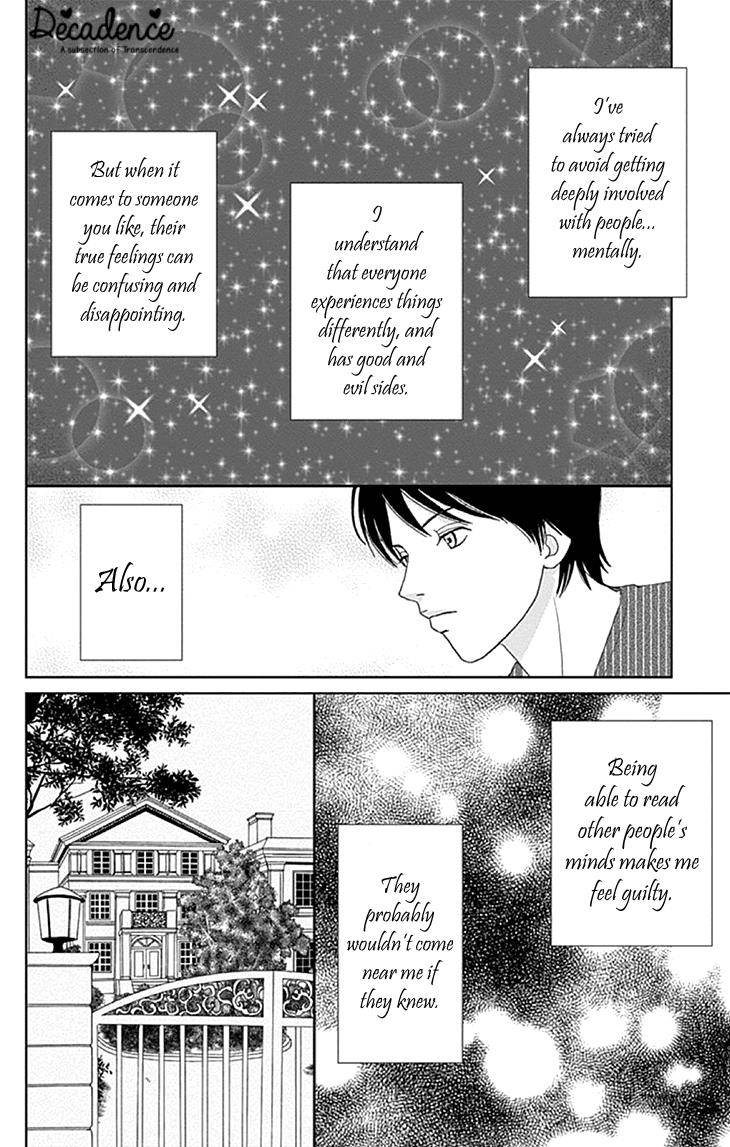 Decadence
A subsection of Transcendence
I've
always tried
to avoid getting
deeply involved
with people...
mentally.
I
understand
that everyone
experiences things
differently, and
has good and
evil sides.
But when it
comes to someone
you like, their
true feelings can
be confusing and
disappointing.
Also...
Being
able to read
other people's
minds makes me
feel guilty.
They
probably
wouldn't come
near me if
they knew.